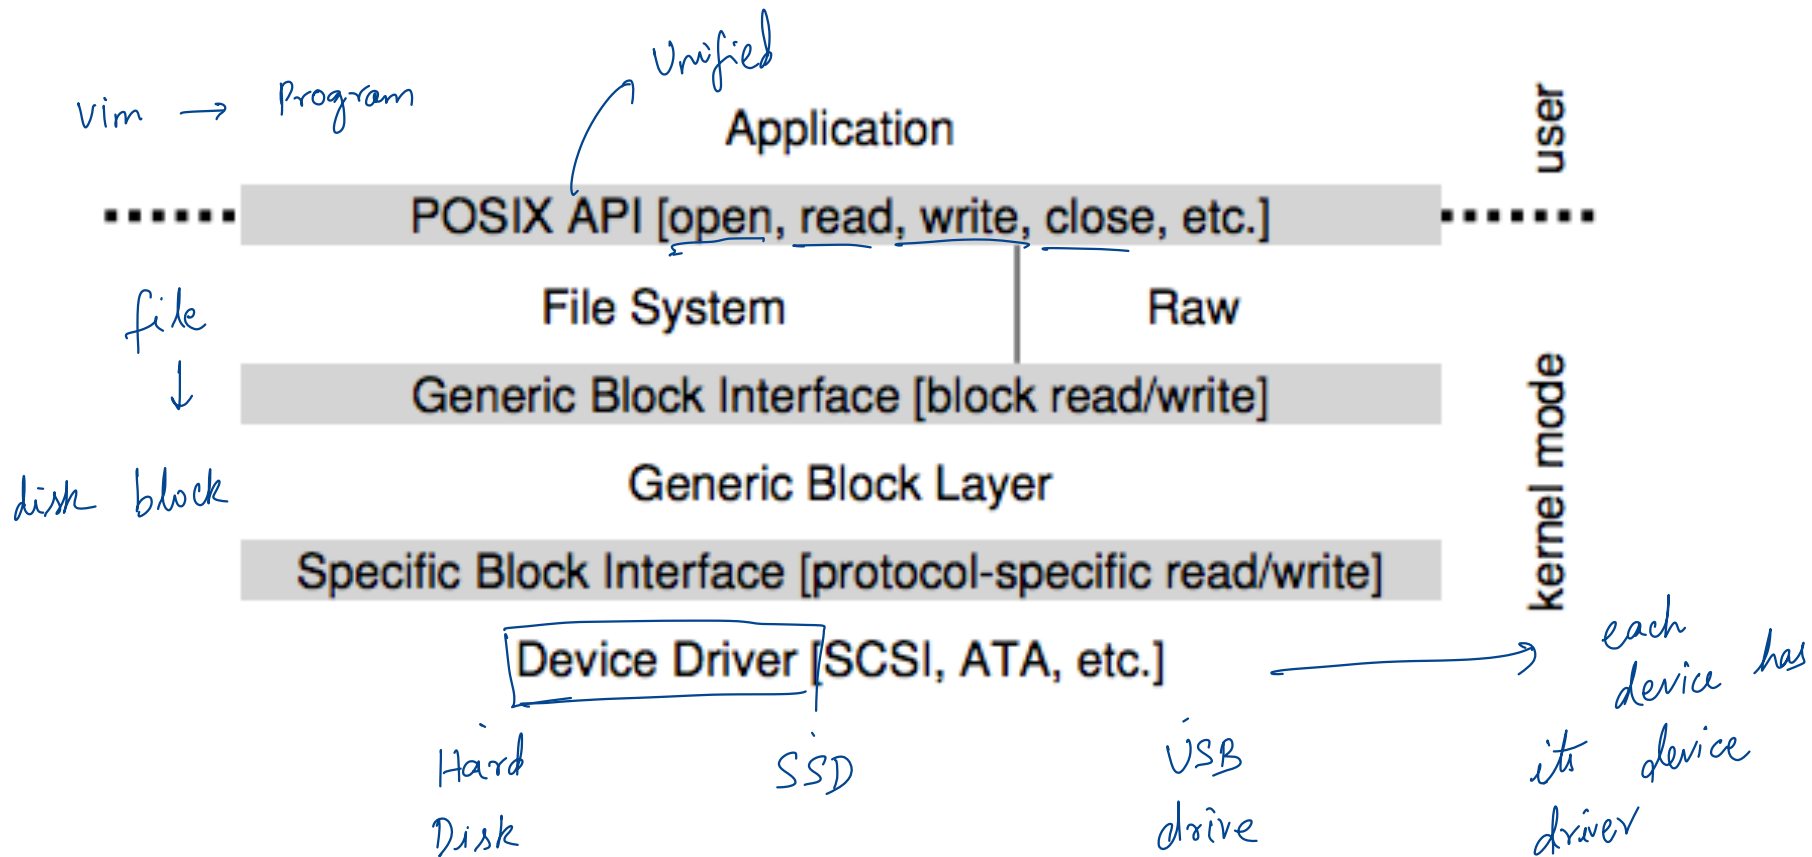 Unified
Vim → Program
Application
user
POSIX API [open, read, write, close, etc.]
file
File System
Raw
↓
Generic Block Interface [block read/write]
kernel mode
disk block
Generic Block Layer
Specific Block Interface [protocol-specific read/write]
Device Driver [SCSI, ATA, etc.]
→ each
device has
its device
driver
Hard
Disk
SSD
USB
drive